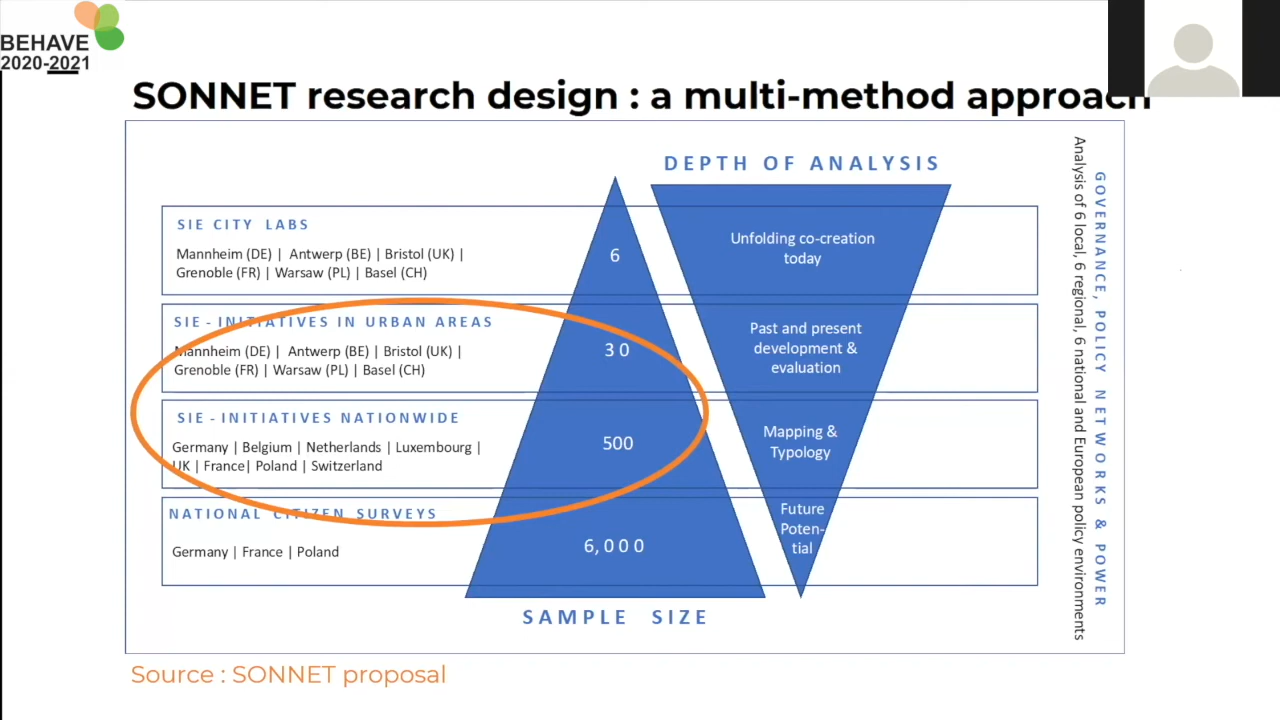 BEHAVE
2020-2021
SONNET research design : a multi-method approach
DEPTH OF ANALYSIS
SIE CITY LABS
Mannheim (DE) | Antwerp (BE) | Bristol (UK) |
Grenoble (FR) | Warsaw (PL) | Basel (CH)
6
Unfolding co-creation
today
SIE - INITIATIVES IN URBAN AREAS
Mannheim (DE) | Antwerp (BE) | Bristol (UK) |
Grenoble (FR) | Warsaw (PL) | Basel (CH)
30
Past and present
development &
evaluation
SIE - INITIATIVES NATIONWIDE
Germany | Belgium | Netherlands | Luxembourg |
UK | France| Poland | Switzerland
500
Mapping &
Typology
NATIONAL CITIZEN SURVEYS
Germany | France | Poland
6,000
Future
Poten-
tial
SAMPLE SIZE
GOVERNANCE, POLICY NETWORKS & POWER
Analysis of 6 local, 6 regional, 6 national and European policy environments
Source : SONNET proposal